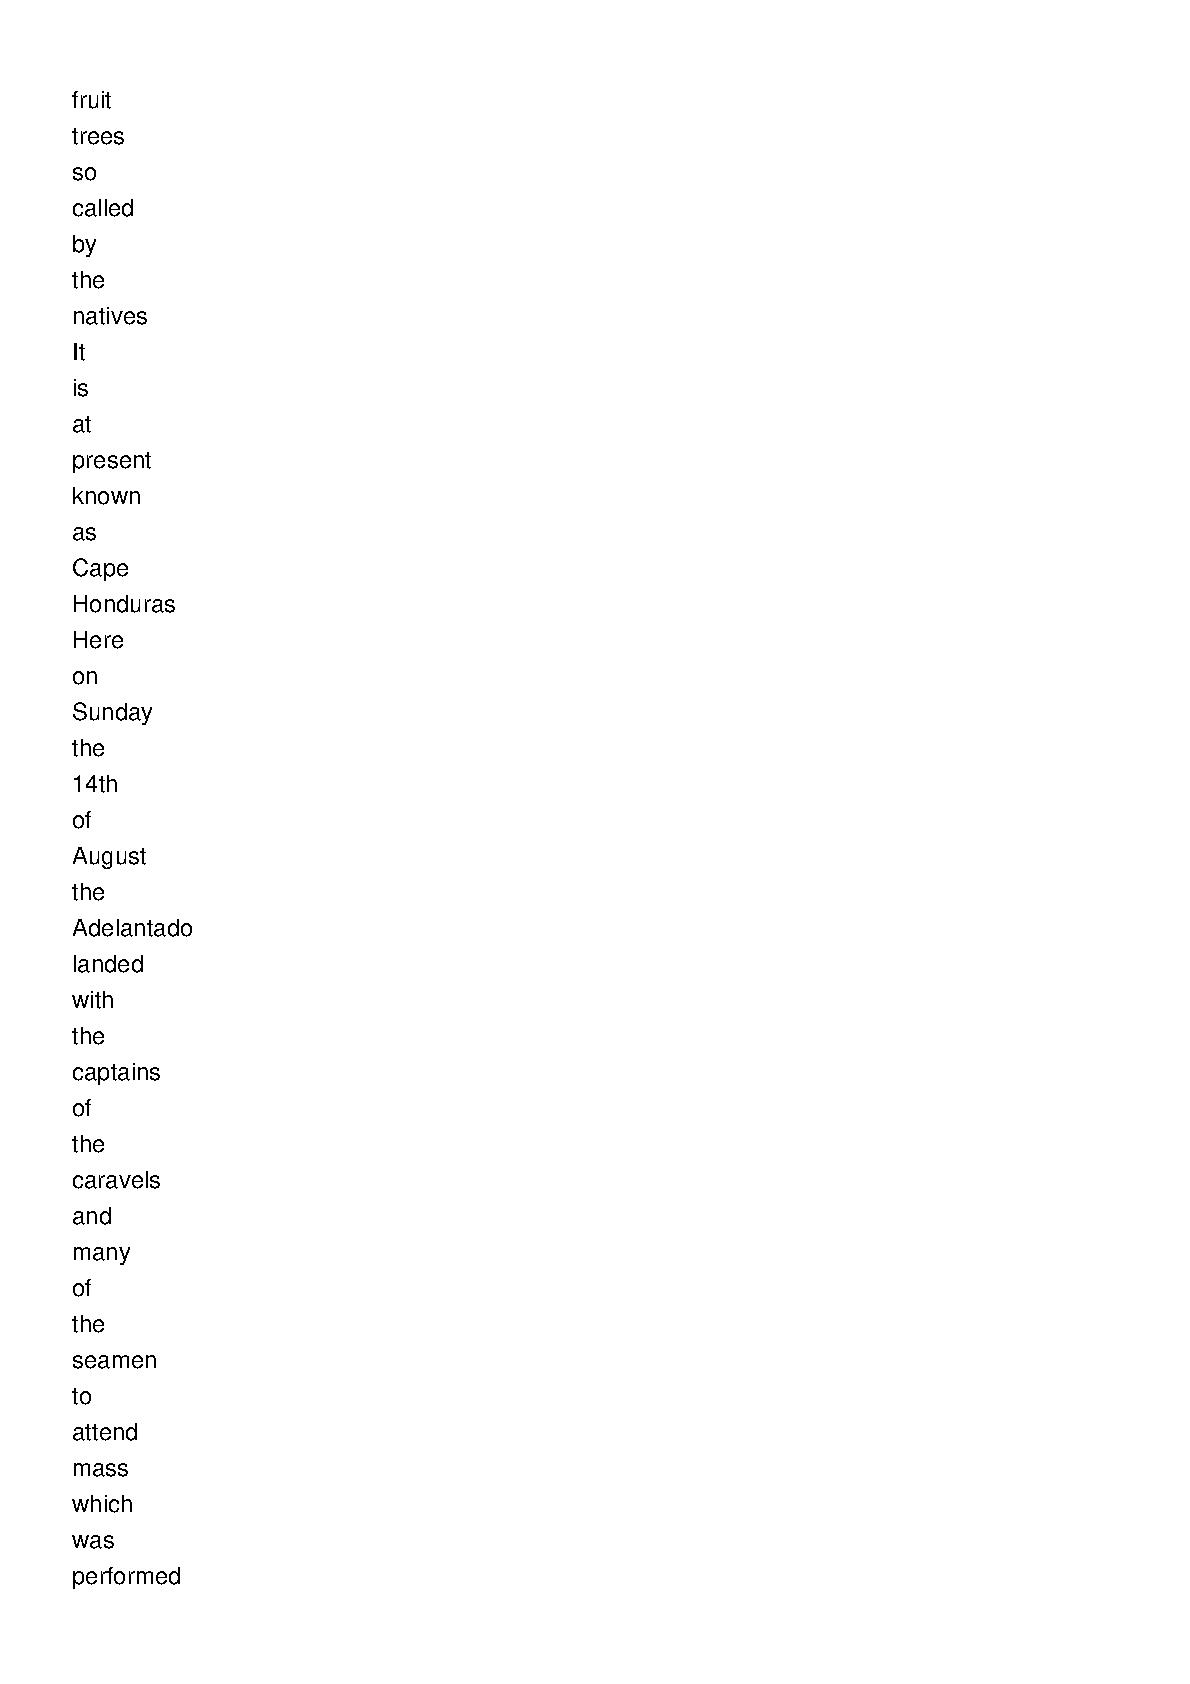 fruit
trees
so
called
by
the
natives
It
is
at
present
known
as
Cape
Honduras
Here
on
Sunday
the
14th
of
August
the
Adelantado
landed
with
the
captains
of
the
caravels
and
many
of
the
seamen
to
attend
mass
which
was
performed